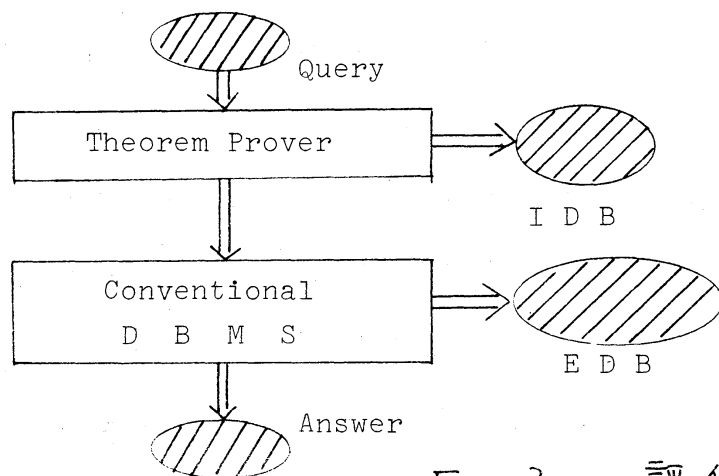 Query
Theorem Prover
I D B
Conventional
D B M S
E D B
Answer